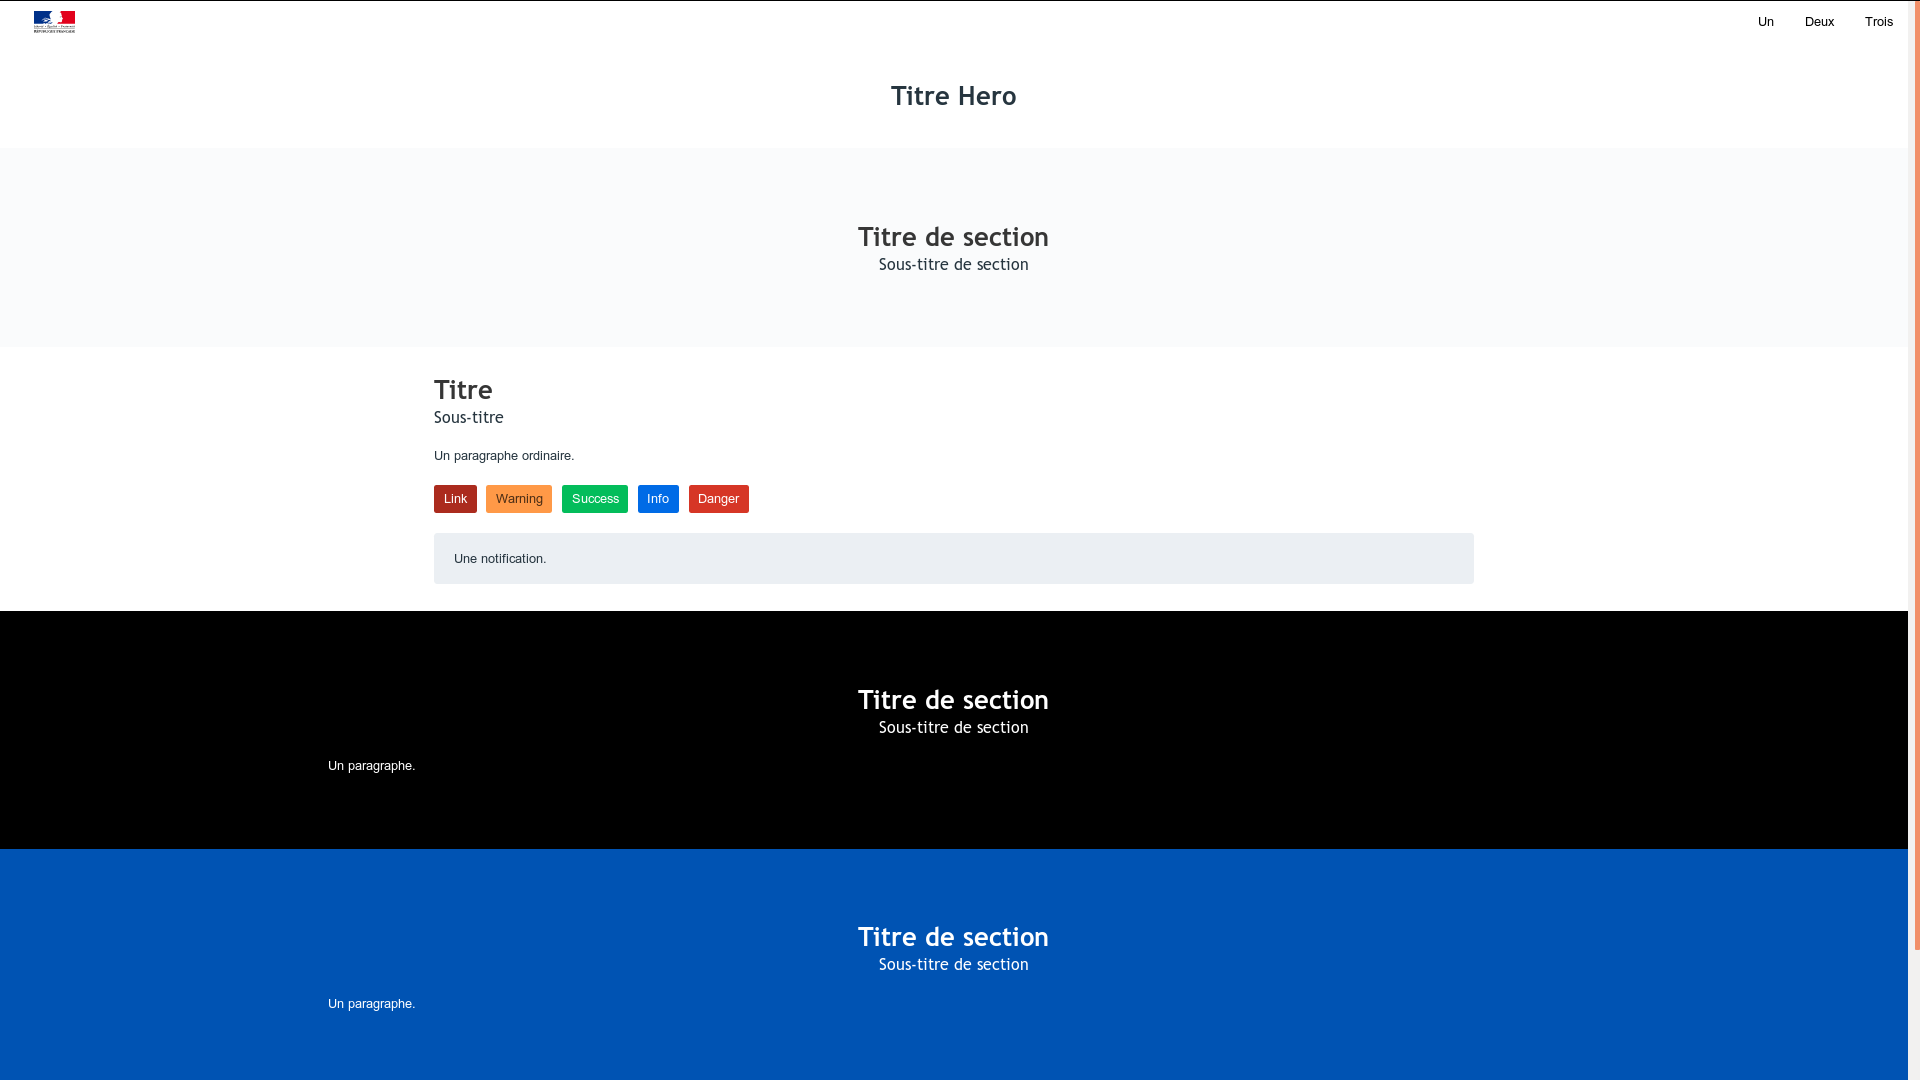 RÉPUBLIQUE FRANÇAISE
Un Deux Trois
Titre Hero
Titre de section
Sous-titre de section
Titre
Sous-titre
Un paragraphe ordinaire.
Link Warning Success Info Danger
Une notification.
Titre de section
Sous-titre de section
Un paragraphe.
Titre de section
Sous-titre de section
Un paragraphe.